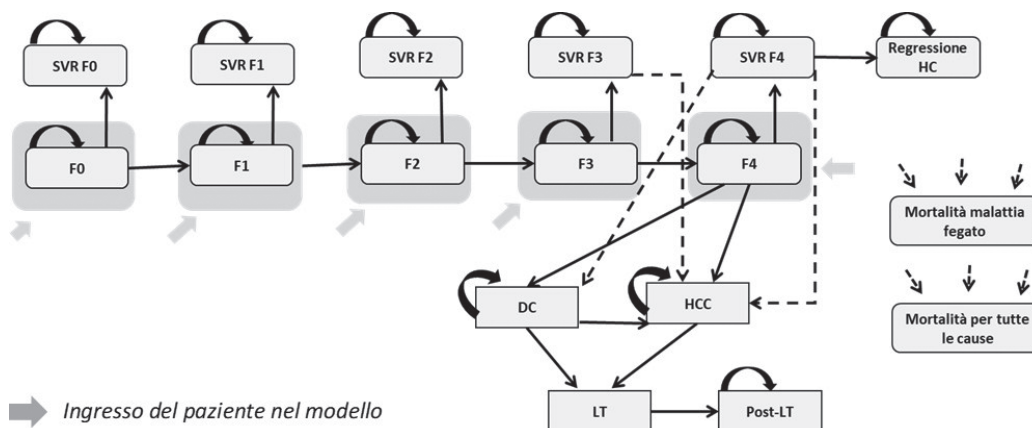 SVR F0
SVR F1
SVR F2
SVR F3
SVR F4
Regressione
HC
F0
F1
F2
F3
F4
Mortalità malattia
fegato
DC
HCC
Mortalità per tutte
le cause
LT
Post-LT
Ingresso del paziente nel modello